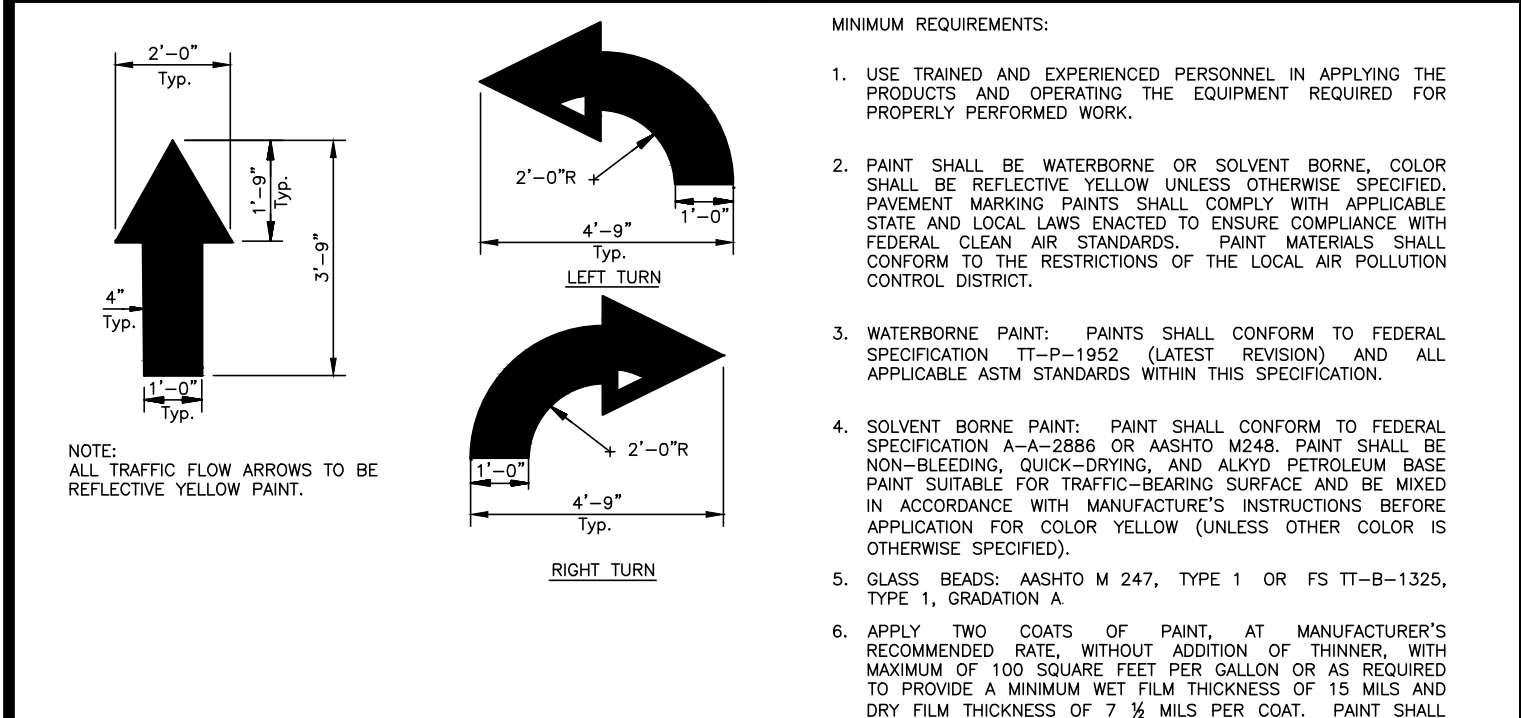 2'-0"
Typ.
1'-9"
Typ.
3'-9"
4"
Typ.
1'-0"
Typ.
NOTE:
ALL TRAFFIC FLOW ARROWS TO BE
REFLECTIVE YELLOW PAINT.
2'-0"R
1'-0"
4'-9"
Typ.
LEFT TURN
2'-0"R
1'-0"
4'-9"
Typ.
RIGHT TURN
MINIMUM REQUIREMENTS:
1. USE TRAINED AND EXPERIENCED PERSONNEL IN APPLYING THE
PRODUCTS AND OPERATING THE EQUIPMENT REQUIRED FOR
PROPERLY PERFORMED WORK.
2. PAINT SHALL BE WATERBORNE OR SOLVENT BORNE, COLOR
SHALL BE REFLECTIVE YELLOW UNLESS OTHERWISE SPECIFIED.
PAVEMENT MARKING PAINTS SHALL COMPLY WITH APPLICABLE
STATE AND LOCAL LAWS ENACTED TO ENSURE COMPLIANCE WITH
FEDERAL CLEAN AIR STANDARDS. PAINT MATERIALS SHALL
CONFORM TO THE RESTRICTIONS OF THE LOCAL AIR POLLUTION
CONTROL DISTRICT.
3. WATERBORNE PAINT: PAINTS SHALL CONFORM TO FEDERAL
SPECIFICATION TT-P-1952 (LATEST REVISION) AND ALL
APPLICABLE ASTM STANDARDS WITHIN THIS SPECIFICATION.
4. SOLVENT BORNE PAINT: PAINT SHALL CONFORM TO FEDERAL
SPECIFICATION A-A-2886 OR AASHTO M248. PAINT SHALL BE
NON-BLEEDING, QUICK-DRYING, AND ALKYD PETROLEUM BASE
PAINT SUITABLE FOR TRAFFIC-BEARING SURFACE AND BE MIXED
IN ACCORDANCE WITH MANUFACTURE'S INSTRUCTIONS BEFORE
APPLICATION FOR COLOR YELLOW (UNLESS OTHER COLOR IS
OTHERWISE SPECIFIED).
5. GLASS BEADS: AASHTO M 247, TYPE 1 OR FS TT-B-1325,
TYPE 1, GRADATION A.
6. APPLY TWO COATS OF PAINT, AT MANUFACTURER'S
RECOMMENDED RATE, WITHOUT ADDITION OF THINNER, WITH
MAXIMUM OF 100 SQUARE FEET PER GALLON OR AS REQUIRED
TO PROVIDE A MINIMUM WET FILM THICKNESS OF 15 MILS AND
DRY FILM THICKNESS OF 7 ½ MILS PER COAT. PAINT SHALL